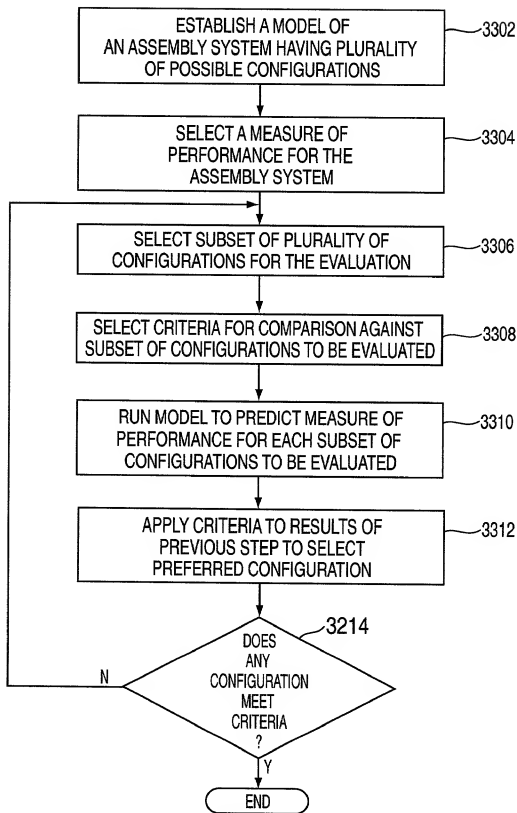 ESTABLISH A MODEL OF
AN ASSEMBLY SYSTEM HAVING PLURALITY
OF POSSIBLE CONFIGURATIONS
3302
SELECT A MEASURE OF
PERFORMANCE FOR THE
ASSEMBLY SYSTEM
3304
SELECT SUBSET OF PLURALITY OF
CONFIGURATIONS FOR THE EVALUATION
3306
SELECT CRITERIA FOR COMPARISON AGAINST
SUBSET OF CONFIGURATIONS TO BE EVALUATED
3308
RUN MODEL TO PREDICT MEASURE OF
PERFORMANCE FOR EACH SUBSET OF
CONFIGURATIONS TO BE EVALUATED
3310
APPLY CRITERIA TO RESULTS OF
PREVIOUS STEP TO SELECT
PREFERRED CONFIGURATION
3312
3214
DOES
ANY
CONFIGURATION
MEET
CRITERIA
?
N
Y
END